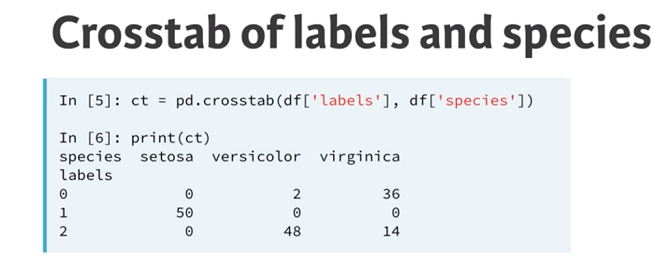 Crosstab of labels and species
In [5]: ct = pd.crosstab(df['labels'], df['species'])
In [6]: print(ct)
species setosa versicolor virginica
labels
0 0 2 36
1 50 0 0
2 0 48 14